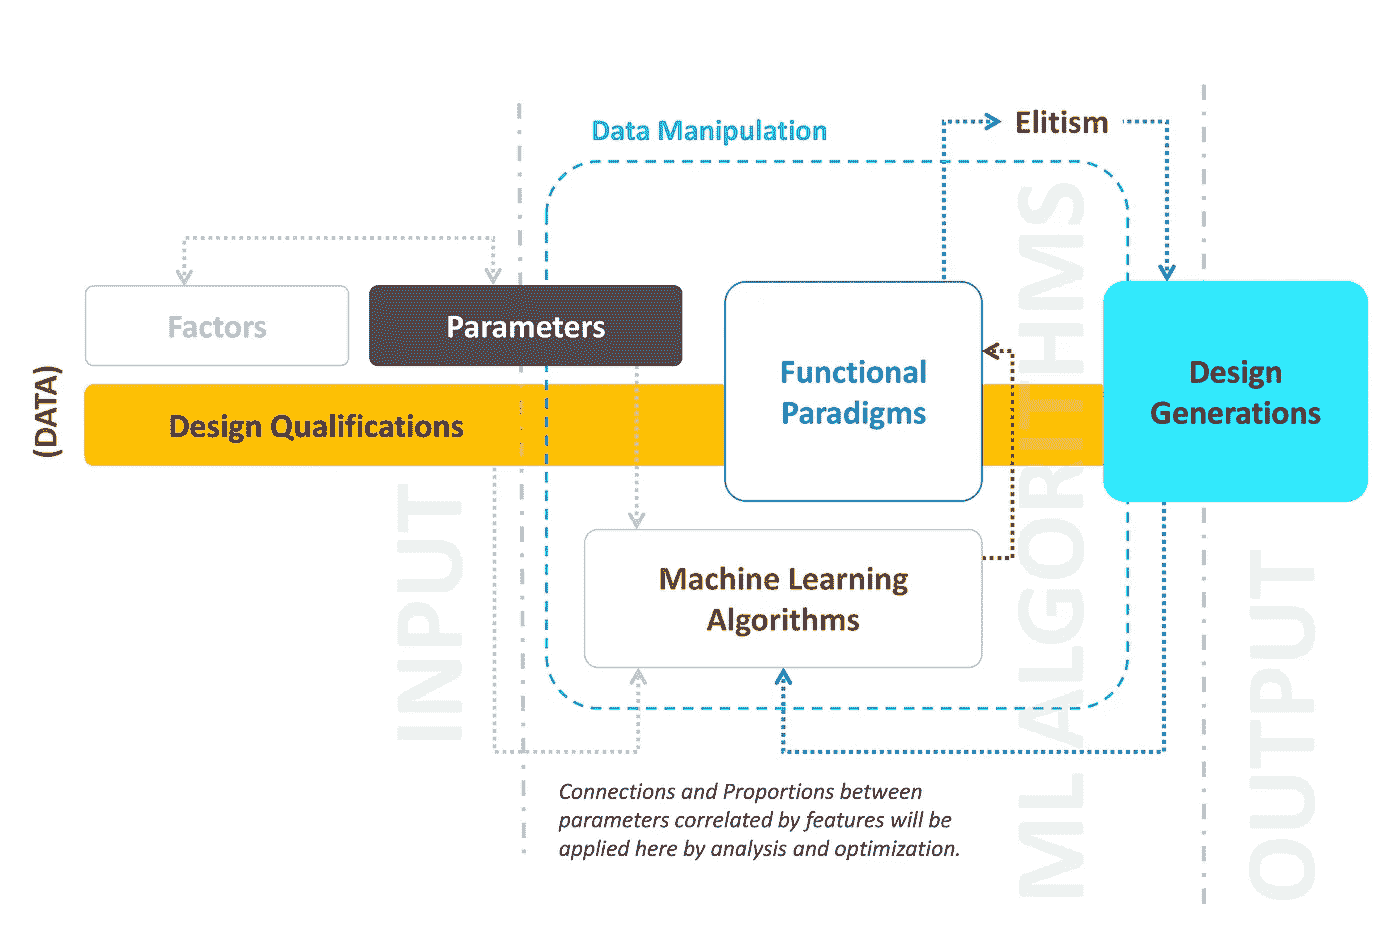 Data Manipulation
Elitism
Factors
Parameters
(DATA)
Design Qualifications
Functional
Paradigms
Design
Generations
Machine Learning
Algorithms
INPUT
ML ALGORITHMS
OUTPUT
Connections and Proportions between
parameters correlated by features will be
applied here by analysis and optimization.